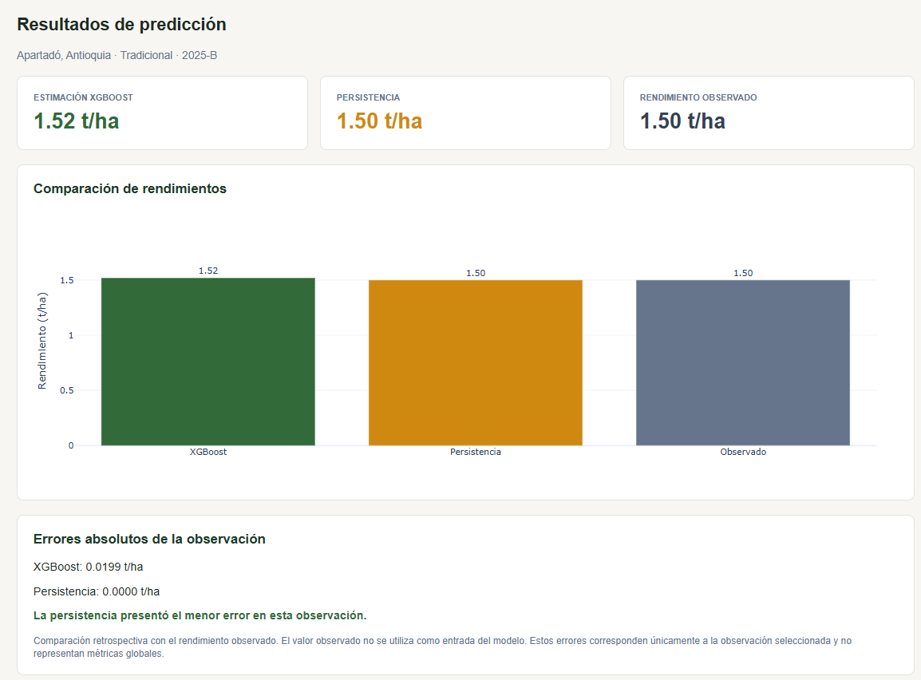 Resultados de predicción
Apartadó, Antioquia · Tradicional · 2025-B
ESTIMACIÓN XGBOOST
1.52 t/ha
PERSISTENCIA
1.50 t/ha
RENDIMIENTO OBSERVADO
1.50 t/ha
Comparación de rendimientos
Rendimiento (t/ha)
1.5
1
0.5
0
1.52
1.50
1.50
XGBoost
Persistencia
Observado
Errores absolutos de la observación
XGBoost: 0.0199 t/ha
Persistencia: 0.0000 t/ha
La persistencia presentó el menor error en esta observación.
Comparación retrospectiva con el rendimiento observado. El valor observado no se utiliza como entrada del modelo. Estos errores corresponden únicamente a la observación seleccionada y no
representan métricas globales.